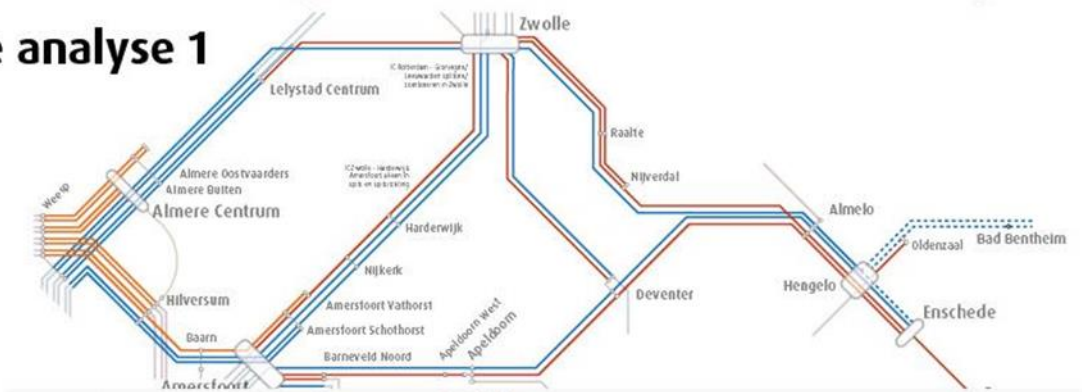 e analyse 1
Zwolle
Lelystad Centrum
Raalte
Nijverdal
Almere Oostvaarders
Almere Buiten
Almere Centrum
Weesp
Harderwijk
Almelo
Oldenzaal
Bad Bentheim
Nijkerk
Hengelo
Hilversum
Amersfoort Vathorst
Deventer
Enschede
Amersfoort Schothorst
Baarn
Barneveld Noord
Apeldoorn West
Apeldoorn
Amersfoort